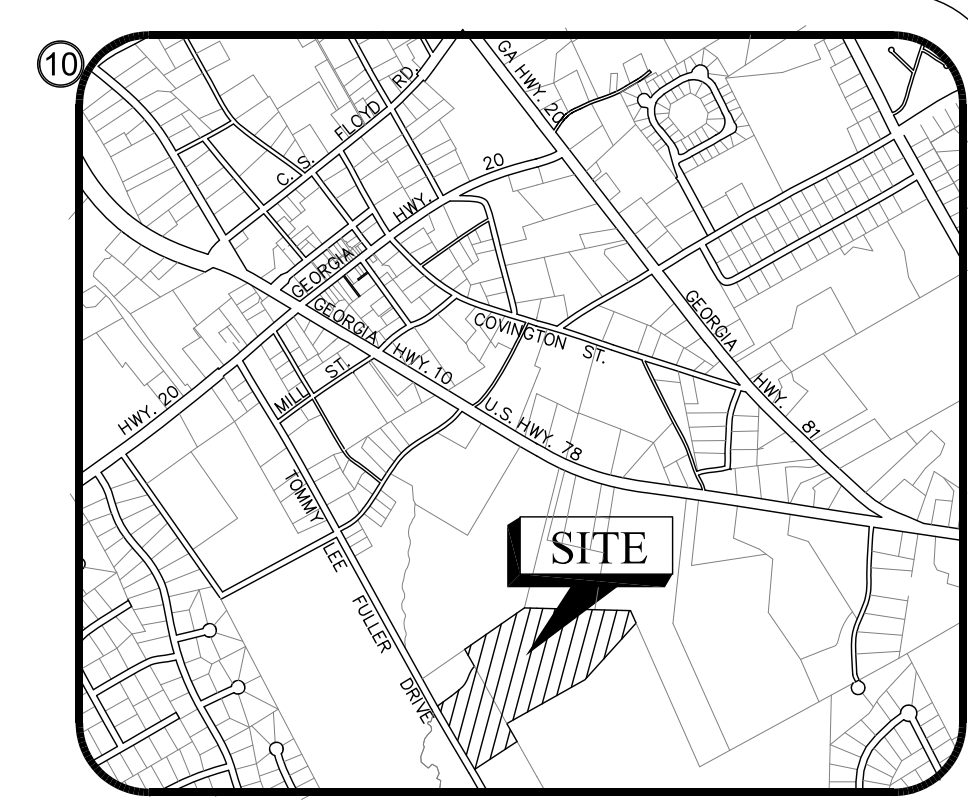 10
GA HWY. 20
C. S. FLOYD RD.
HWY. 20
GEORGIA
GEORGIA HWY. 10
COVINGTON ST.
GEORGIA HWY. 81
MILL ST.
HWY. 20
U.S. HWY. 78
TOMMY LEE FULLER DRIVE
SITE